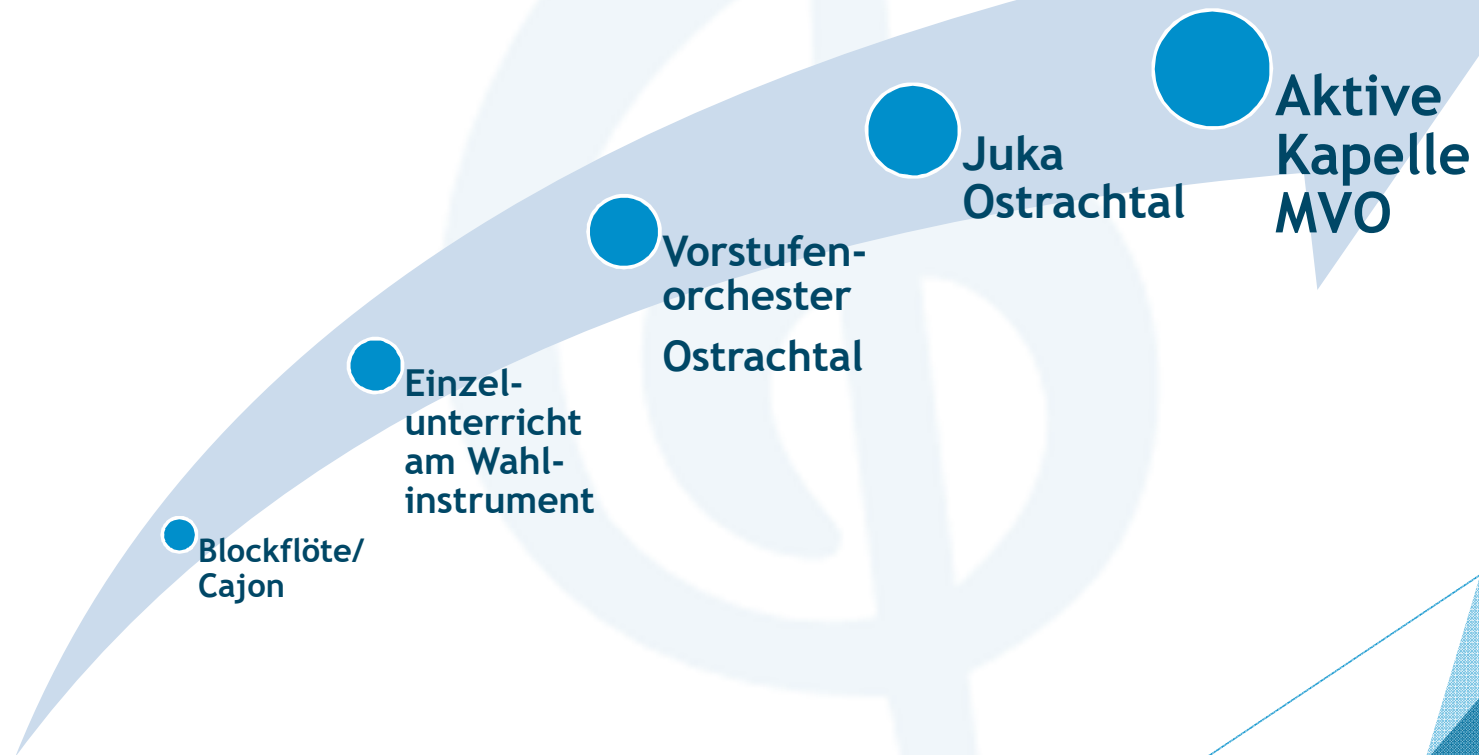 Blockflöte/
Cajon
Einzel-
unterricht
am Wahl-
instrument
Vorstufen-
orchester
Ostrachtal
Juka
Ostrachtal
Aktive
Kapelle
MVO